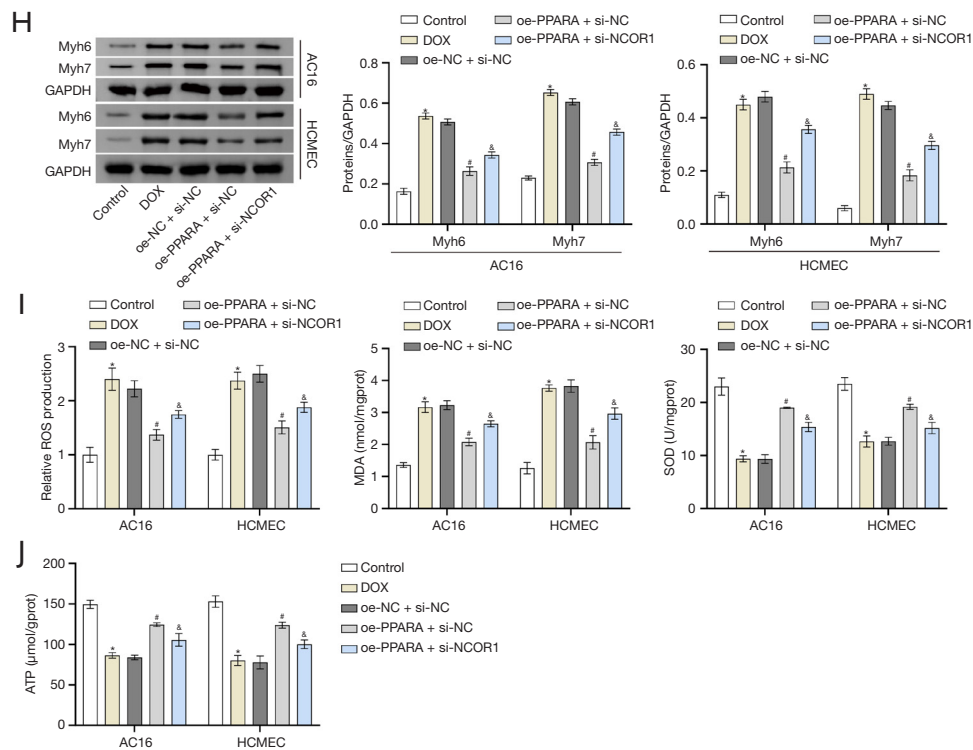 H
Myh6
Myh7
GAPDH
Myh6
Myh7
GAPDH
AC16
HCMEC
Control
DOX
oe-NC + si-NC
oe-PPARA + si-NC
oe-PPARA + si-NCOR1
Control
DOX
oe-NC + si-NC
oe-PPARA + si-NC
oe-PPARA + si-NCOR1
Proteins/GAPDH
0.8
0.6
0.4
0.2
0.0
* * # & # &
Myh6 Myh7
AC16
Control
DOX
oe-NC + si-NC
oe-PPARA + si-NC
oe-PPARA + si-NCOR1
Proteins/GAPDH
0.6
0.4
0.2
0.0
* * # & # &
Myh6 Myh7
HCMEC
I
Control
DOX
oe-NC + si-NC
oe-PPARA + si-NC
oe-PPARA + si-NCOR1
Relative ROS production
3
2
1
0
* # & * # &
AC16 HCMEC
Control
DOX
oe-NC + si-NC
oe-PPARA + si-NC
oe-PPARA + si-NCOR1
MDA (nmol/mgprot)
5
4
3
2
1
0
* # & * # &
AC16 HCMEC
Control
DOX
oe-NC + si-NC
oe-PPARA + si-NC
oe-PPARA + si-NCOR1
SOD (U/mgprot)
30
20
10
0
* # & * # &
AC16 HCMEC
J
ATP (μmol/gprot)
200
150
100
50
0
* # & * # &
AC16 HCMEC
Control
DOX
oe-NC + si-NC
oe-PPARA + si-NC
oe-PPARA + si-NCOR1